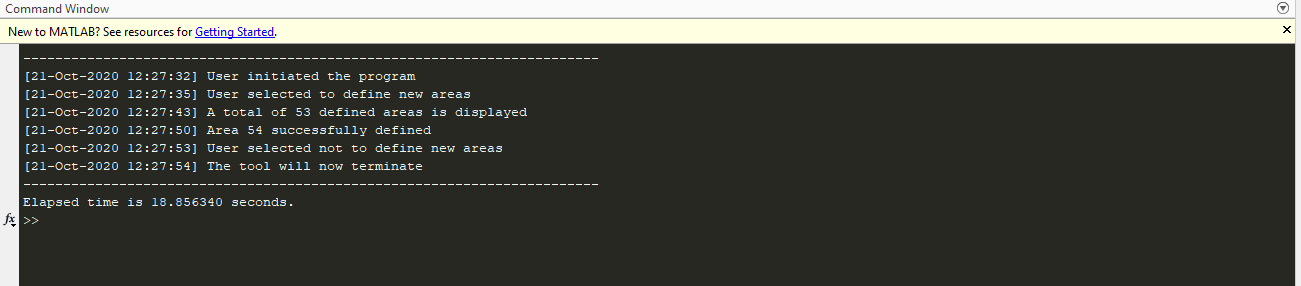 Command Window
New to MATLAB? See resources for Getting Started.
------------------------------------------------------------------------
[21-Oct-2020 12:27:32] User initiated the program
[21-Oct-2020 12:27:35] User selected to define new areas
[21-Oct-2020 12:27:43] A total of 53 defined areas is displayed
[21-Oct-2020 12:27:50] Area 54 successfully defined
[21-Oct-2020 12:27:53] User selected not to define new areas
[21-Oct-2020 12:27:54] The tool will now terminate
------------------------------------------------------------------------
Elapsed time is 18.856340 seconds.
fx >>